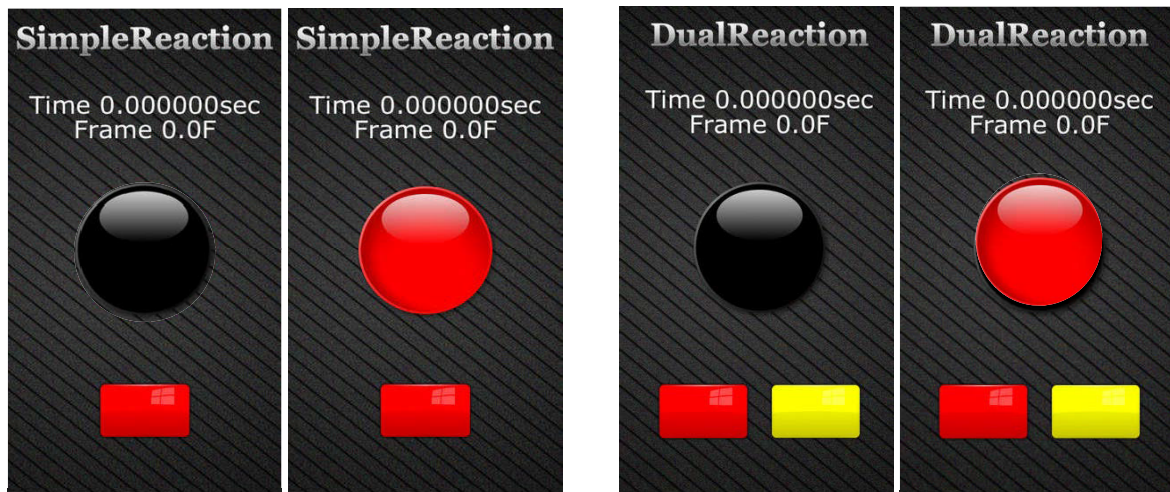 SimpleReaction
Time 0.000000sec
Frame 0.0F
SimpleReaction
Time 0.000000sec
Frame 0.0F
DualReaction
Time 0.000000sec
Frame 0.0F
DualReaction
Time 0.000000sec
Frame 0.0F